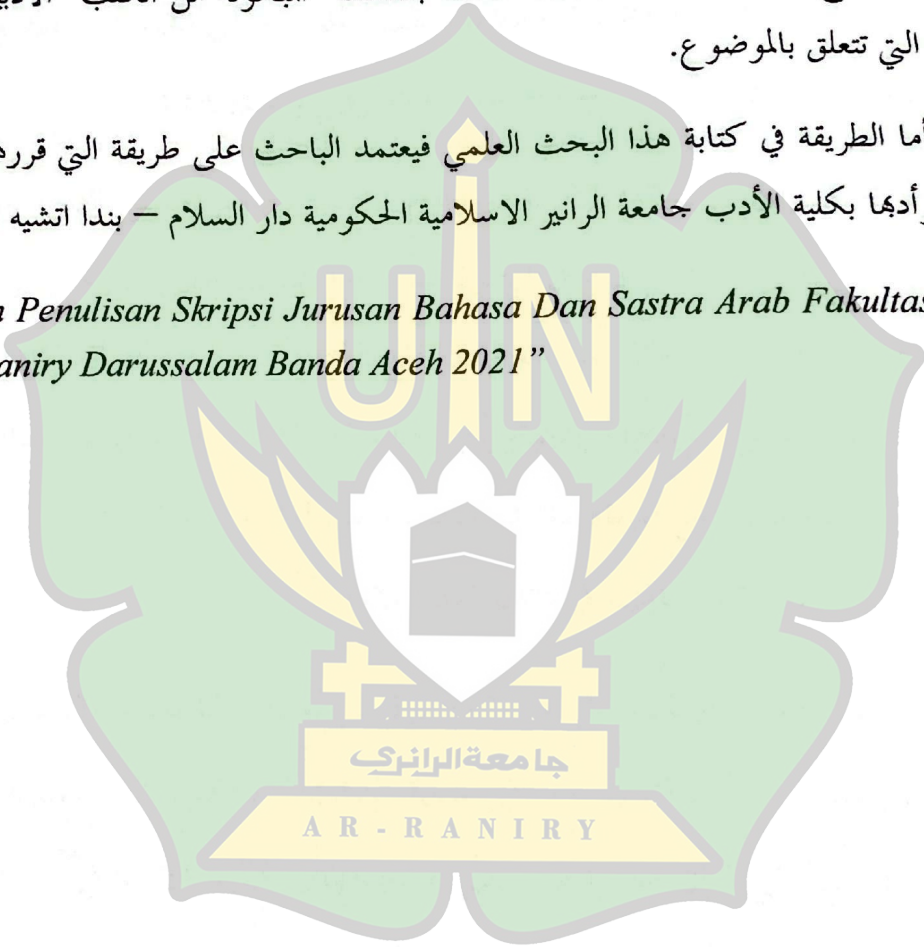 التي تتعلق بالموضوع.
أما الطريقة في كتابة هذا البحث العلمي فيعتمد الباحث على طريقة التي
وأدبها بكلية الأدب جامعة الرانير الاسلامية الحكومية دار السلام – بندا اتشيه
Penulisan Skripsi Jurusan Bahasa Dan Sastra Arab Fakultas
aniry Darussalam Banda Aceh 2021”
UIN
جامعة الرانري
AR-RANIRY